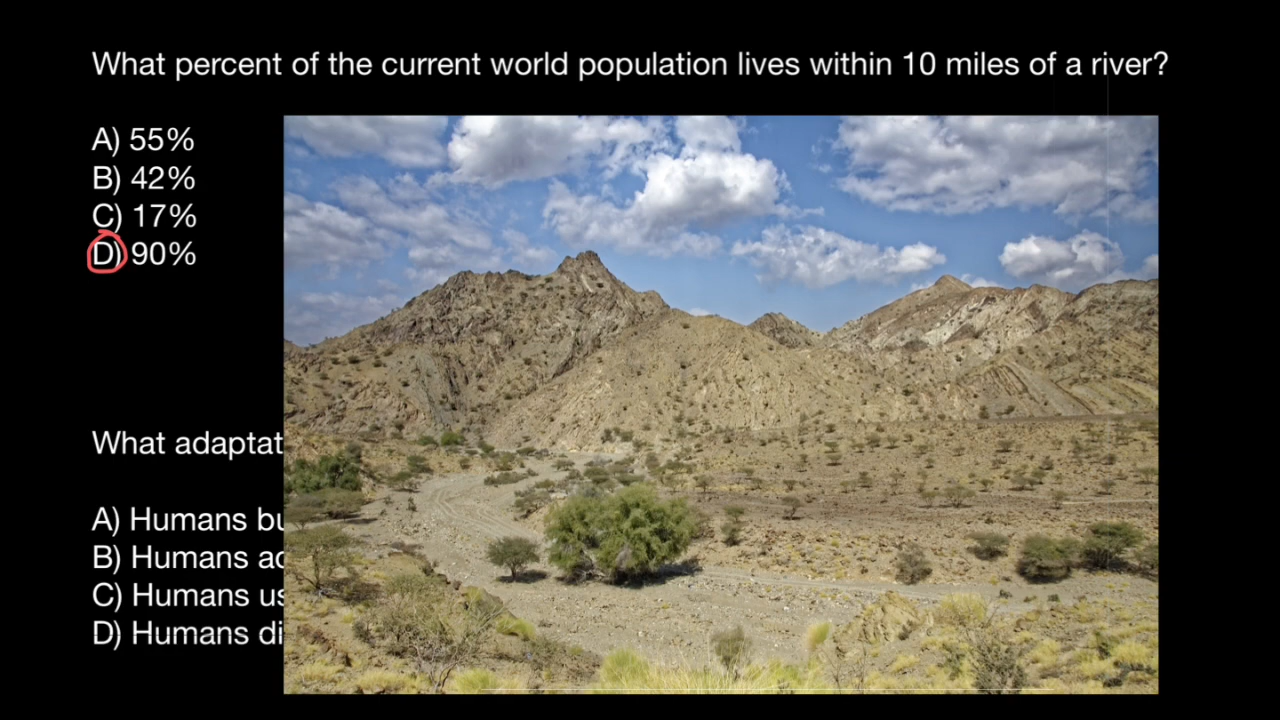 What percent of the current world population lives within 10 miles of a river?
A) 55%
B) 42%
C) 17%
D) 90%
What adaptat
A) Humans bu
B) Humans ac
C) Humans us
D) Humans di